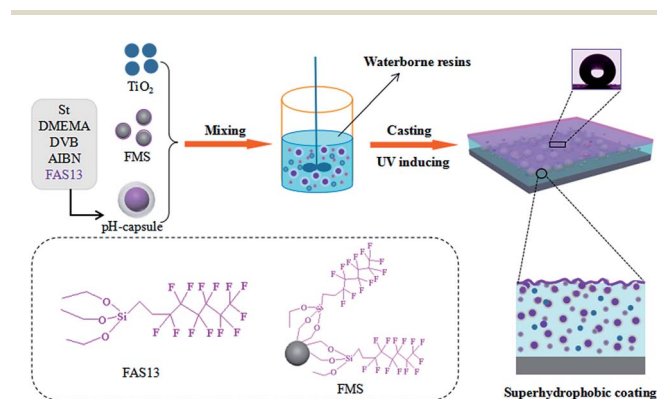 St
DMEMA
DVB
AIBN
FAS13
TiO2
FMS
pH-capsule
Mixing
Waterborne resins
Casting
UV inducing
F F F F F F
Si
O
O
O
F F F F F F F
FAS13
FMS
Superhydrophobic coating